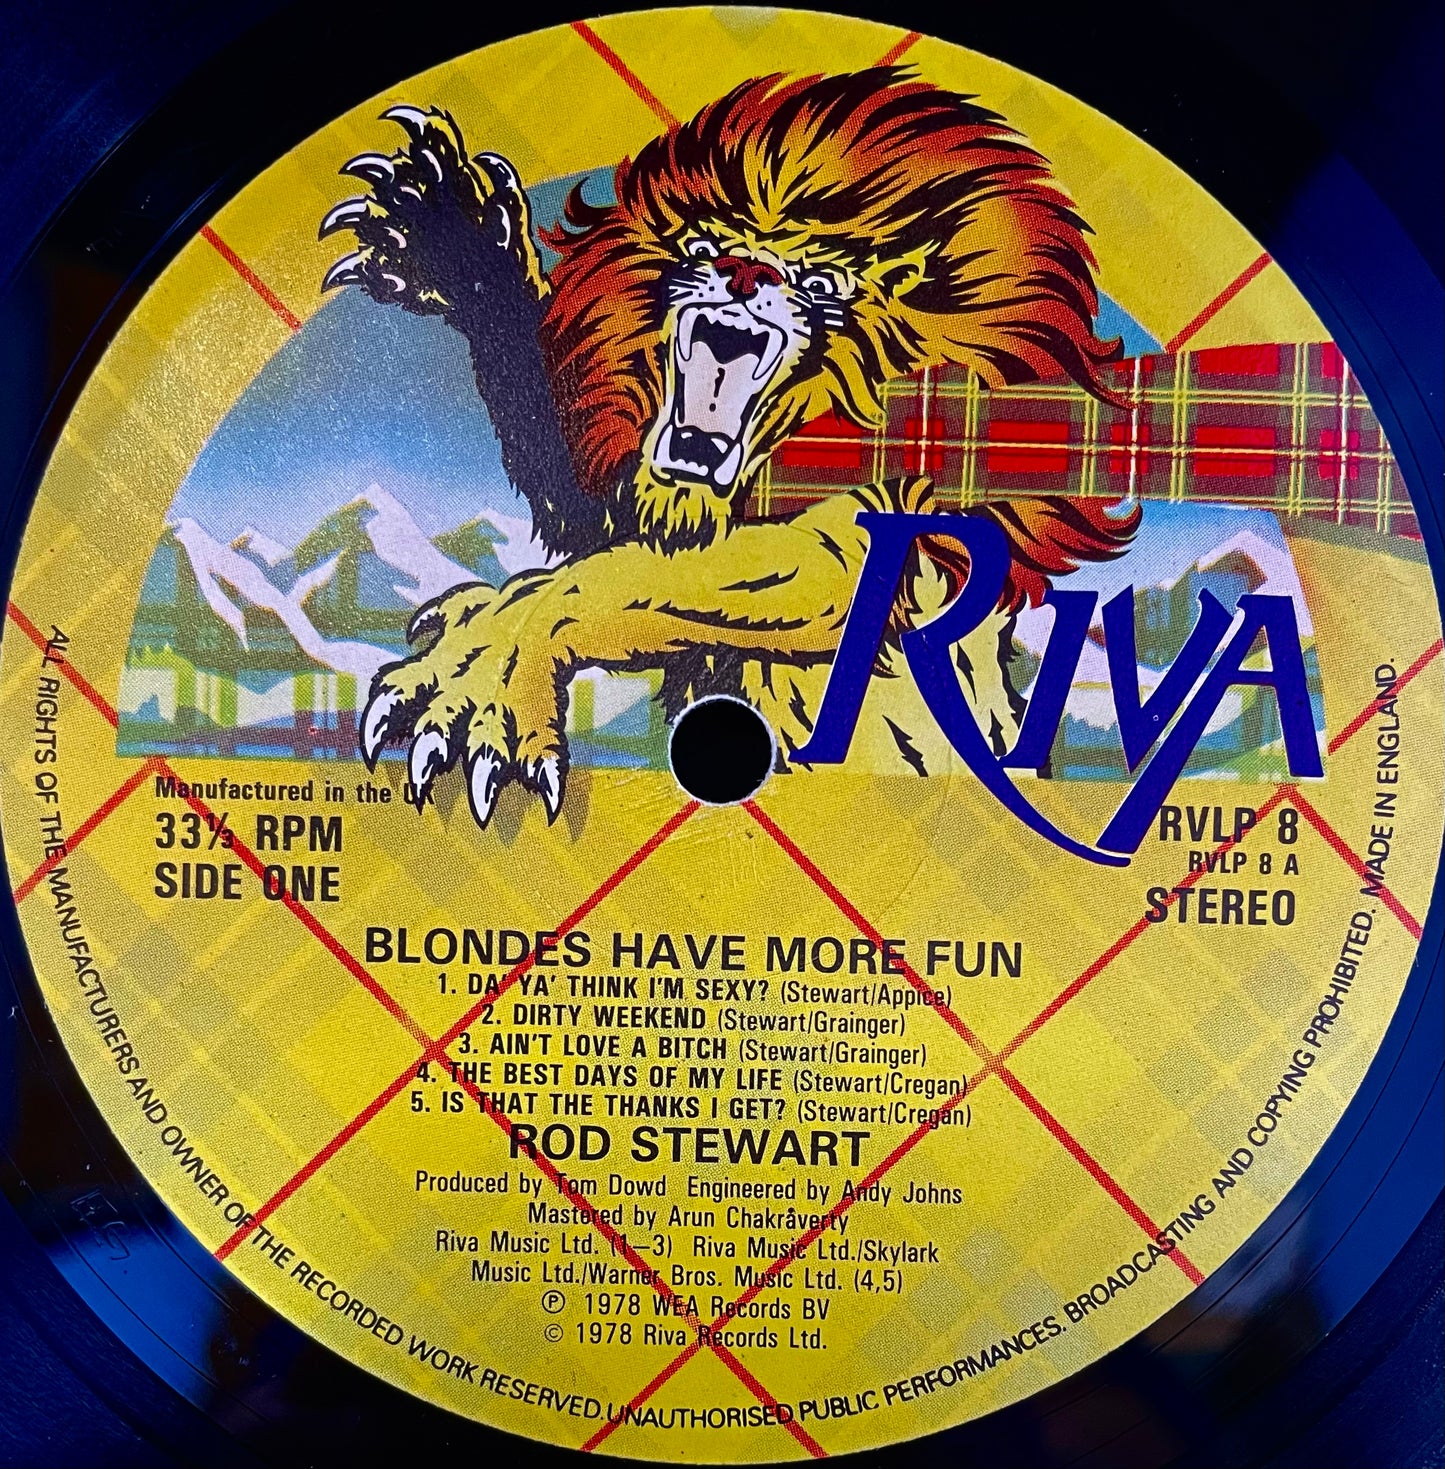 RIVA
Manufactured in the UK
33⅓ RPM
SIDE ONE
RVLP 8
RVLP 8 A
STEREO
BLONDES HAVE MORE FUN
1. DA' YA' THINK I'M SEXY? (Stewart/Appice)
2. DIRTY WEEKEND (Stewart/Grainger)
3. AIN'T LOVE A BITCH (Stewart/Grainger)
4. THE BEST DAYS OF MY LIFE (Stewart/Cregan)
5. IS THAT THE THANKS I GET? (Stewart/Cregan)
ROD STEWART
Produced by Tom Dowd Engineered by Andy Johns
Mastered by Arun Chakråverty
Riva Music Ltd. (1—3) Riva Music Ltd./Skylark
Music Ltd./Warner Bros. Music Ltd. (4,5)
℗ 1978 WEA Records BV
© 1978 Riva Records Ltd.
ALL RIGHTS OF THE MANUFACTURERS AND OWNER OF THE RECORDED WORK RESERVED. UNAUTHORISED PUBLIC PERFORMANCES. BROADCASTING AND COPYING PROHIBITED. MADE IN ENGLAND.